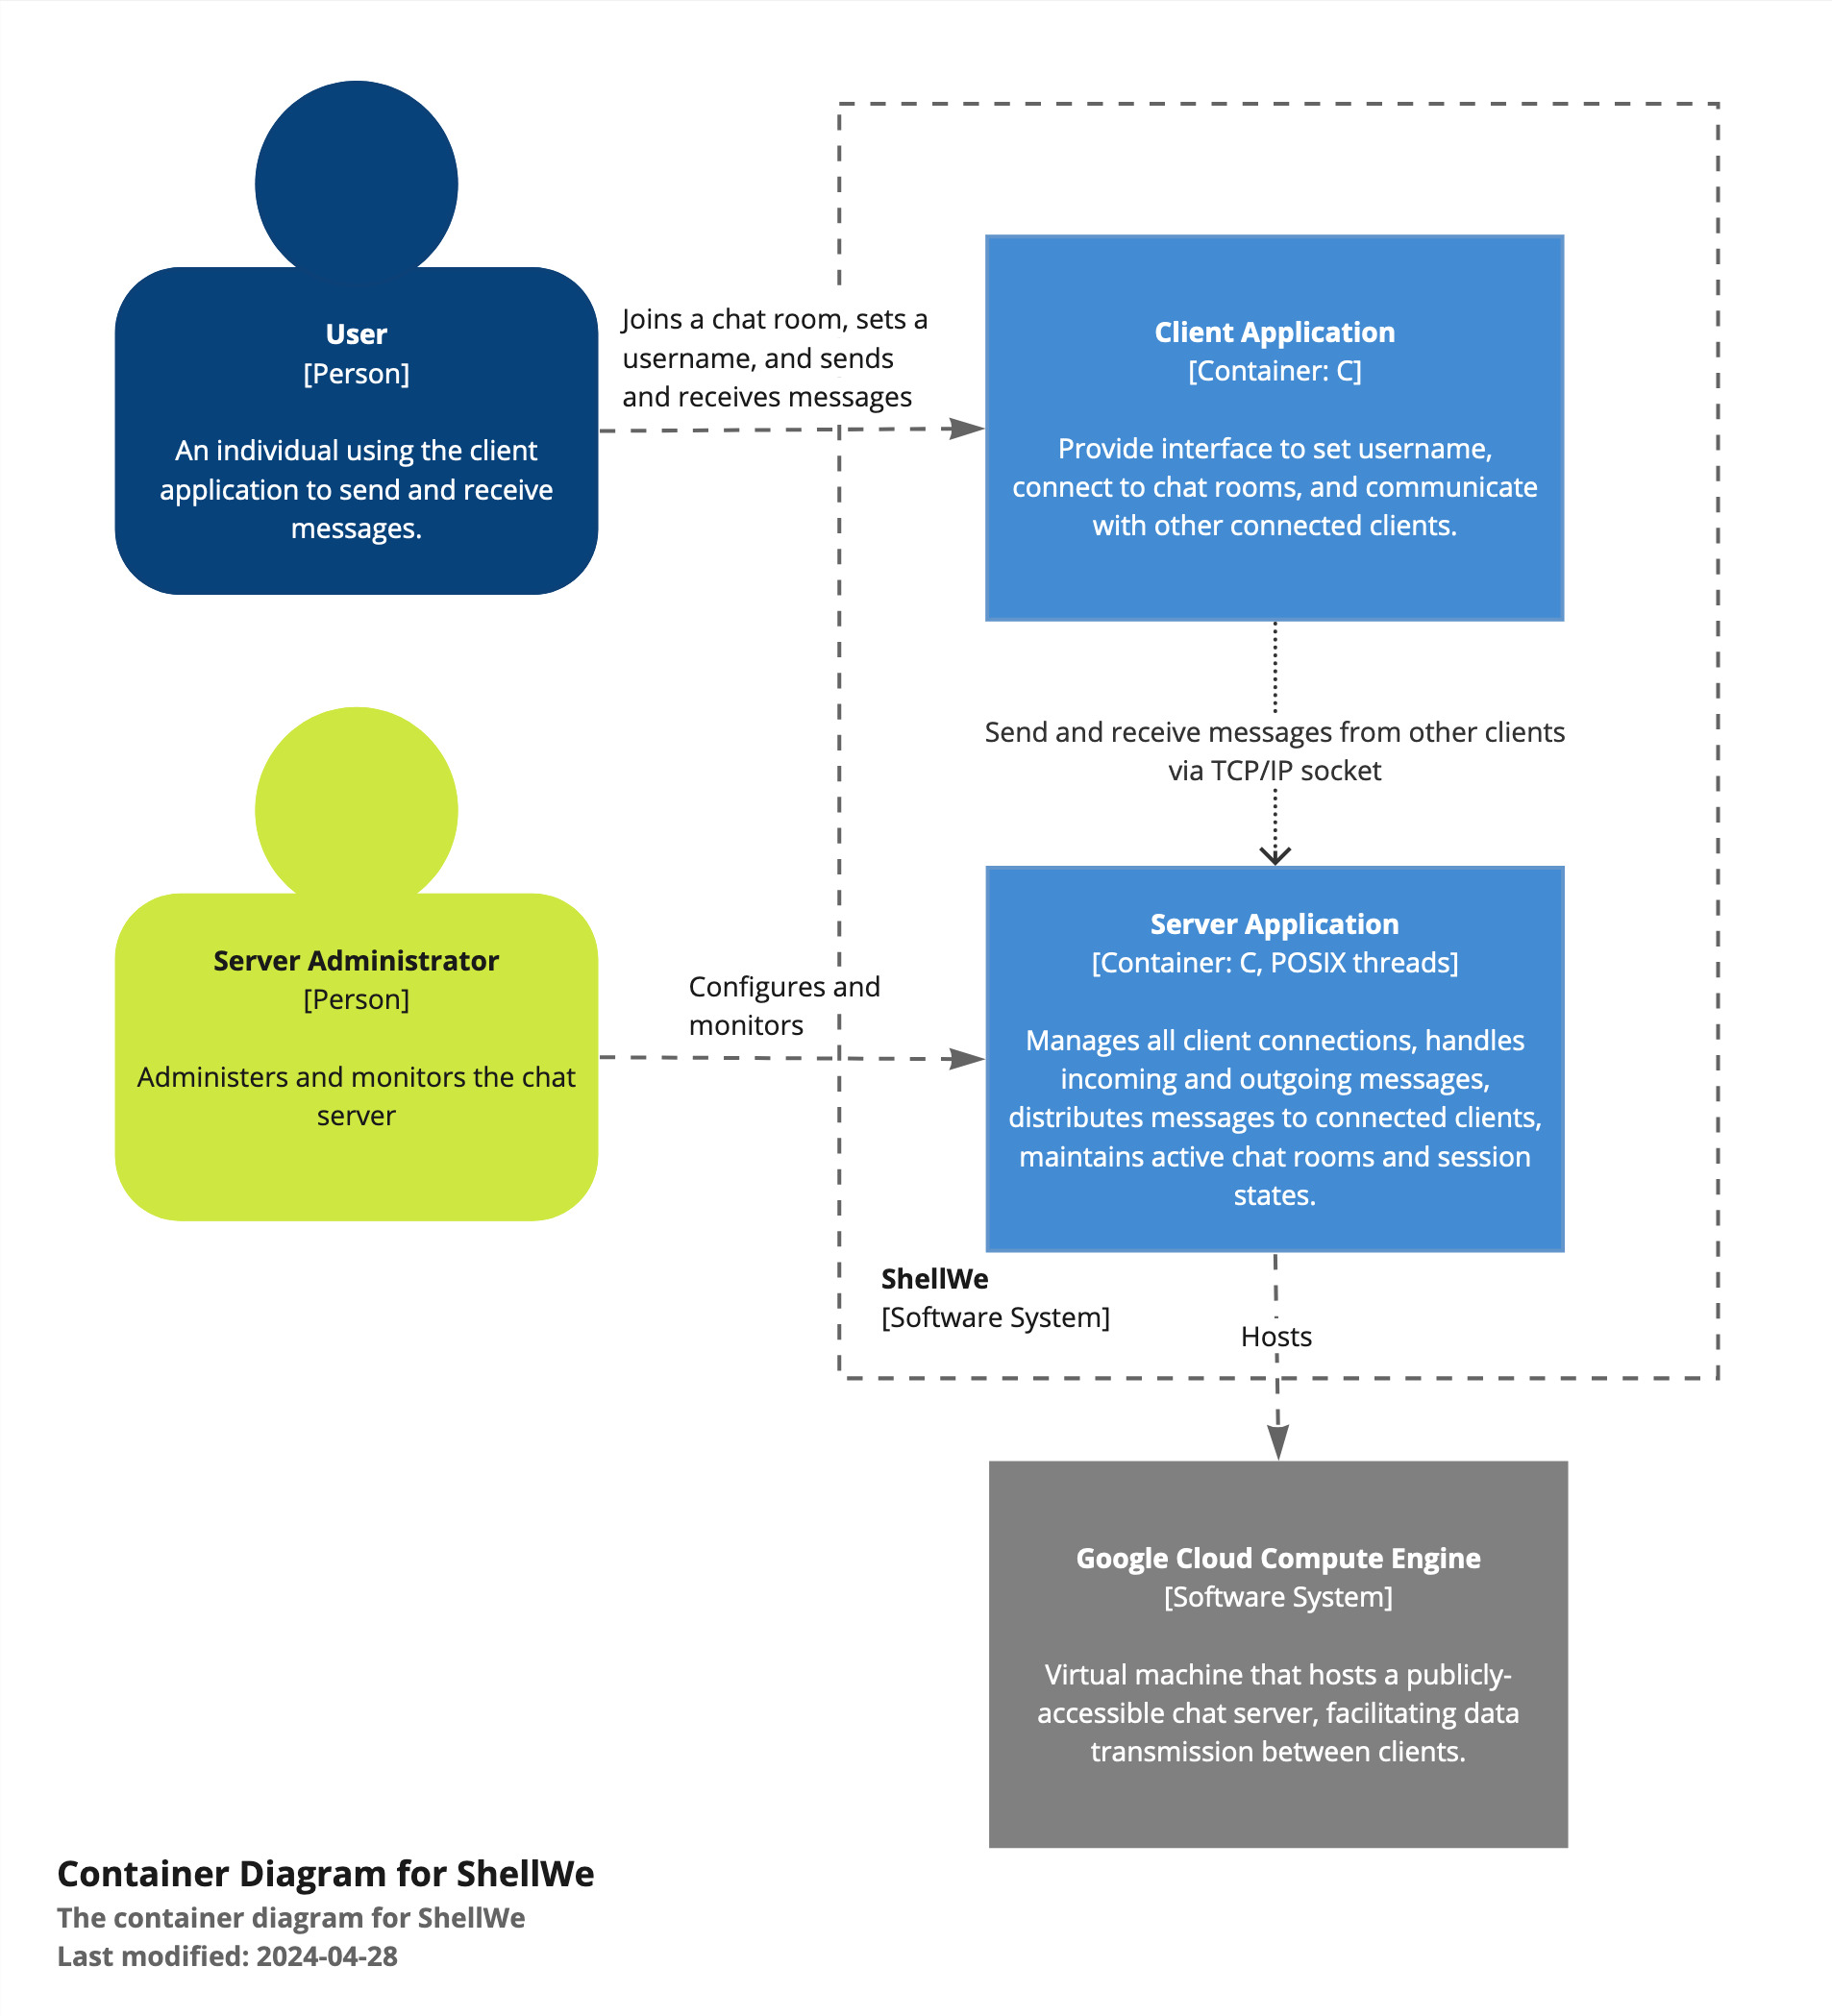 User
[Person]
An individual using the client
application to send and receive
messages.
Joins a chat room, sets a
username, and sends
and receives messages
Client Application
[Container: C]
Provide interface to set username,
connect to chat rooms, and communicate
with other connected clients.
Send and receive messages from other clients
via TCP/IP socket
Server Administrator
[Person]
Administers and monitors the chat
server
Configures and
monitors
Server Application
[Container: C, POSIX threads]
Manages all client connections, handles
incoming and outgoing messages,
distributes messages to connected clients,
maintains active chat rooms and session
states.
ShellWe
[Software System]
Hosts
Google Cloud Compute Engine
[Software System]
Virtual machine that hosts a publicly-
accessible chat server, facilitating data
transmission between clients.
Container Diagram for ShellWe
The container diagram for ShellWe
Last modified: 2024-04-28